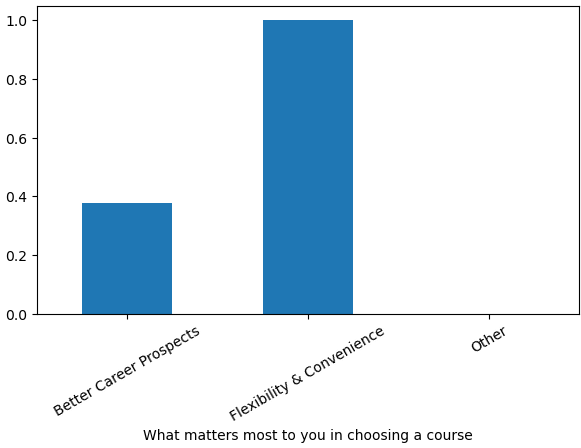 1.0
0.8
0.6
0.4
0.2
0.0
Better Career Prospects
Flexibility & Convenience
Other
What matters most to you in choosing a course